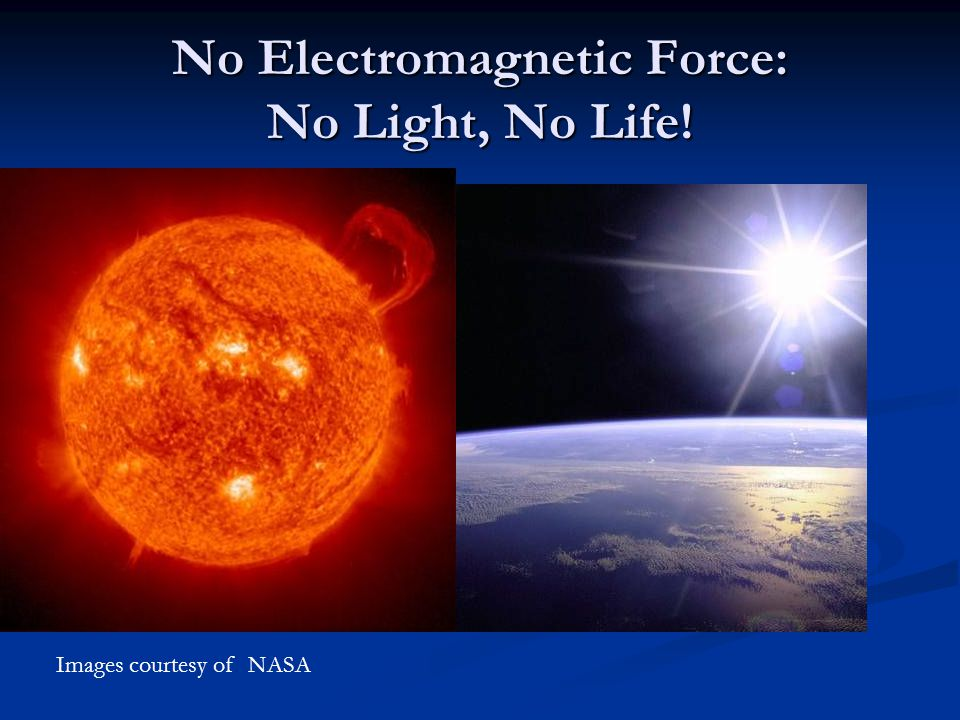 No Electromagnetic Force:
No Light, No Life!
Images courtesy of NASA